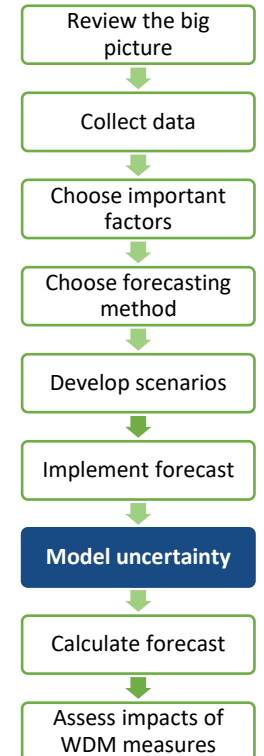 Review the big
picture
Collect data
Choose important
factors
Choose forecasting
method
Develop scenarios
Implement forecast
Model uncertainty
Calculate forecast
Assess impacts of
WDM measures